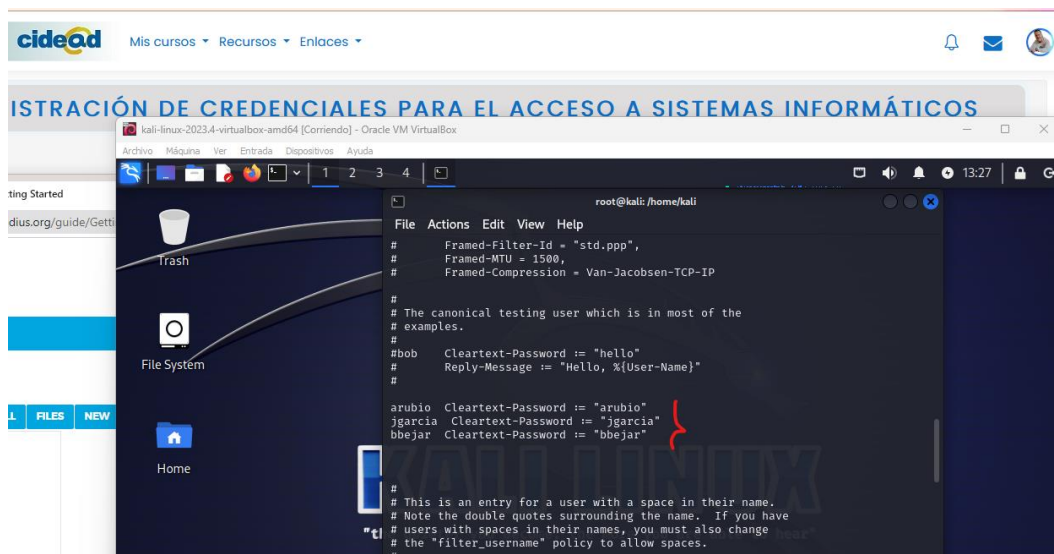 cidead Mis cursos Recursos Enlaces
ISTRACIÓN DE CREDENCIALES PARA EL ACCESO A SISTEMAS INFORMÁTICOS
kali-linux-2023.4-virtualbox-amd64 [Corriendo] - Oracle VM VirtualBox
Archivo Máquina Ver Entrada Dispositivos Ayuda
1 2 3 4 13:27
ting Started
dius.org/guide/Getti
root@kali: /home/kali
File Actions Edit View Help
Trash
File System
Home
FILES NEW
# Framed-Filter-Id = "std.ppp",
# Framed-MTU = 1500,
# Framed-Compression = Van-Jacobsen-TCP-IP
#
# The canonical testing user which is in most of the
# examples.
#
#bob Cleartext-Password := "hello"
# Reply-Message := "Hello, %{User-Name}"
#
arubio Cleartext-Password := "arubio"
jgarcia Cleartext-Password := "jgarcia"
bbejar Cleartext-Password := "bbejar"
#
# This is an entry for a user with a space in their name.
# Note the double quotes surrounding the name. If you have
# users with spaces in their names, you must also change
# the "filter_username" policy to allow spaces.
KALI LINUX
"t
hear"